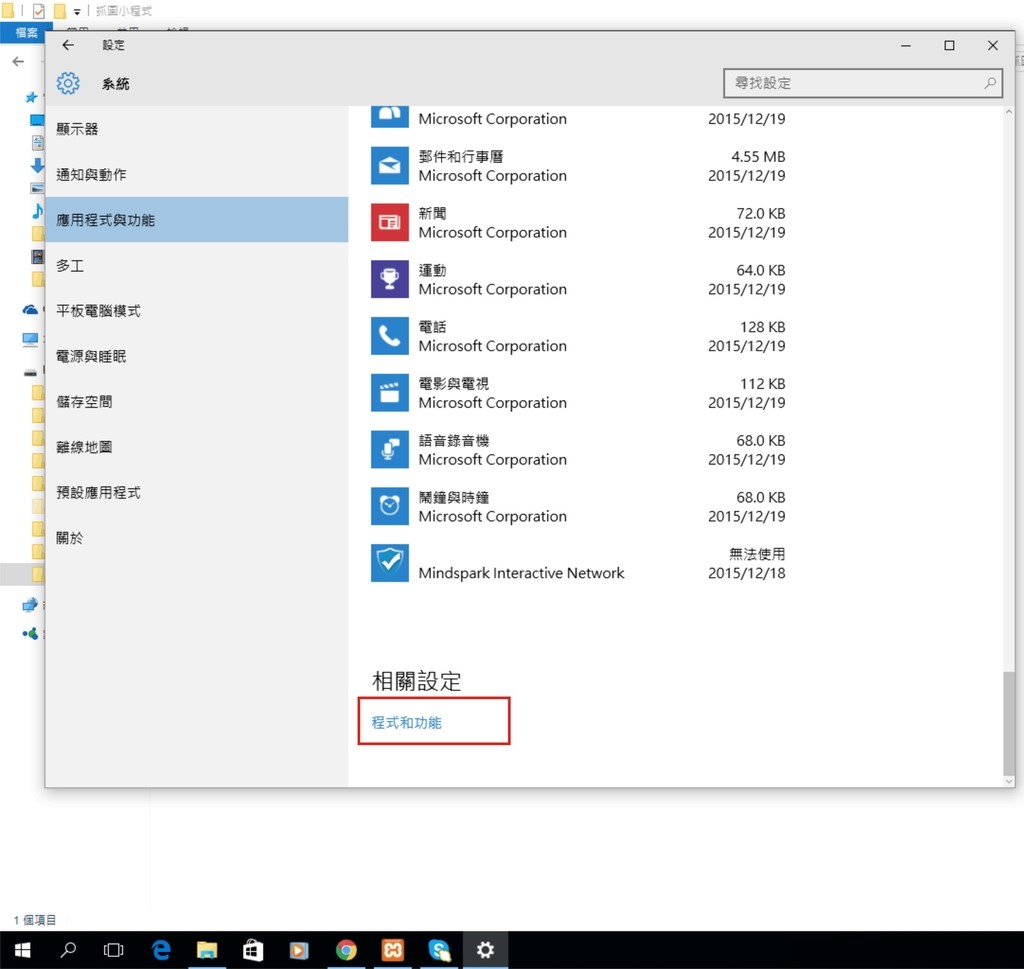 抓圖小程式
檔案
設定
系統
尋找設定
顯示器
通知與動作
應用程式與功能
多工
平板電腦模式
電源與睡眠
儲存空間
離線地圖
預設應用程式
關於
Microsoft Corporation 2015/12/19
郵件和行事曆 4.55 MB
Microsoft Corporation 2015/12/19
新聞 72.0 KB
Microsoft Corporation 2015/12/19
運動 64.0 KB
Microsoft Corporation 2015/12/19
電話 128 KB
Microsoft Corporation 2015/12/19
電影與電視 112 KB
Microsoft Corporation 2015/12/19
語音錄音機 68.0 KB
Microsoft Corporation 2015/12/19
鬧鐘與時鐘 68.0 KB
Microsoft Corporation 2015/12/19
無法使用
Mindspark Interactive Network 2015/12/18
相關設定
程式和功能
1 個項目